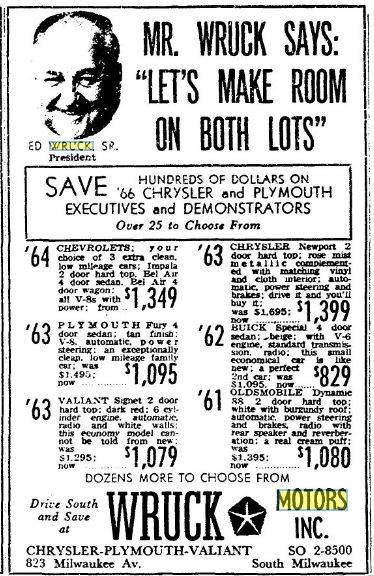 MR. WRUCK SAYS:
"LET'S MAKE ROOM
ON BOTH LOTS"
ED WRUCK SR.
President
SAVE HUNDREDS OF DOLLARS ON
'66 CHRYSLER and PLYMOUTH
EXECUTIVES and DEMONSTRATORS
Over 25 to Choose From
'64 CHEVROLETS; your
choice of 3 extra clean,
low mileage cars; Impala
2 door hard top, Bel Air
4 door sedan, Bel Air 4
door wagon;
all V-8s with
power; from $1,349
'63 PLYMOUTH Fury 4
door sedan; tan finish;
V-8, automatic, power
steering; an exceptionally
clean, low mileage family
car; was
$1,495;
now $1,095
'63 VALIANT Signet 2 door
hard top; dark red; 6 cyl-
inder engine, automatic,
radio and white walls;
this economy model can-
not be told from new;
was
$1,295;
now $1,079
'63 CHRYSLER Newport 2
door hard top; rose mist
metallic complement-
ed with matching vinyl
and cloth interior; auto-
matic, power steering and
brakes; drive it and you'll
buy it;
was $1,695;
now $1,399
'62 BUICK Special 4 door
sedan; beige; with V-6
engine, standard transmis-
sion, radio; this small
economical car is like
new; a perfect
2nd car; was
$1,095, now $829
'61 OLDSMOBILE Dynamic
88, 2 door hard top;
white with burgundy roof;
automatic, power steering
and brakes, radio with
rear speaker and reverber-
ation; a real cream puff;
was
$1,395;
now $1,080
DOZENS MORE TO CHOOSE FROM
Drive South
and Save
at
WRUCK MOTORS
INC.
CHRYSLER-PLYMOUTH-VALIANT SO 2-8500
823 Milwaukee Av. South Milwaukee